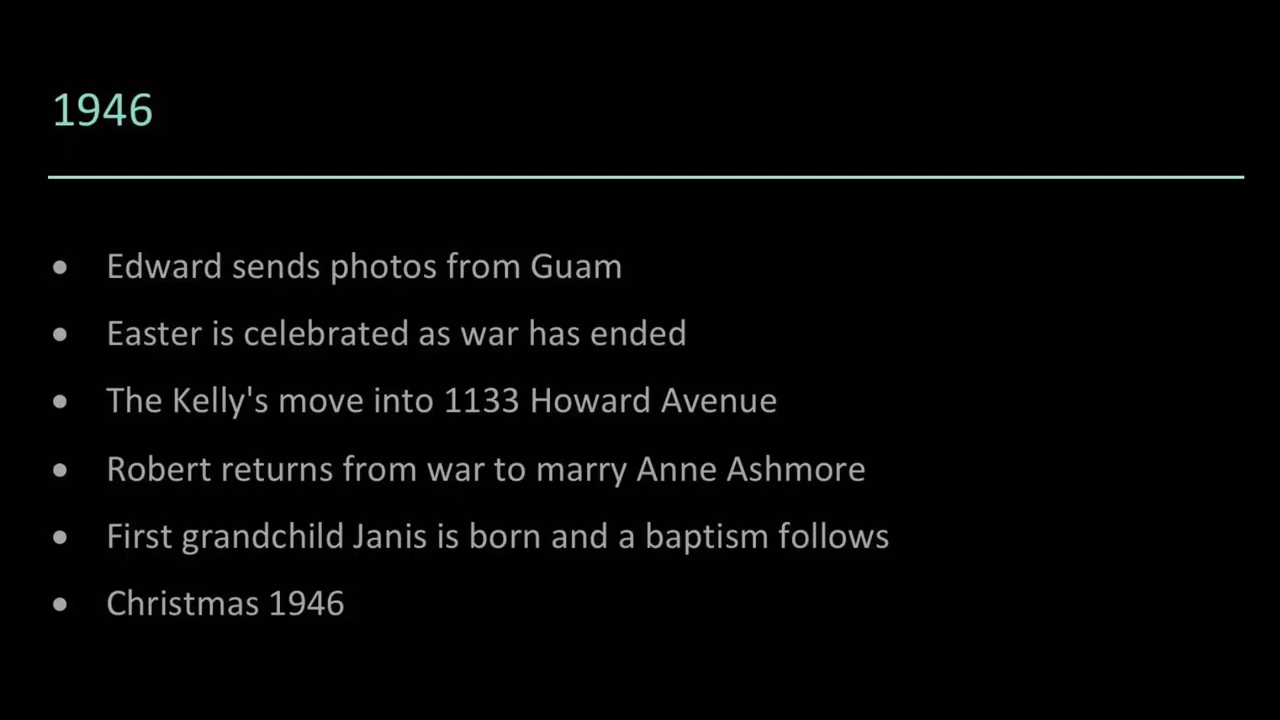 1946
• Edward sends photos from Guam
• Easter is celebrated as war has ended
• The Kelly's move into 1133 Howard Avenue
• Robert returns from war to marry Anne Ashmore
• First grandchild Janis is born and a baptism follows
• Christmas 1946